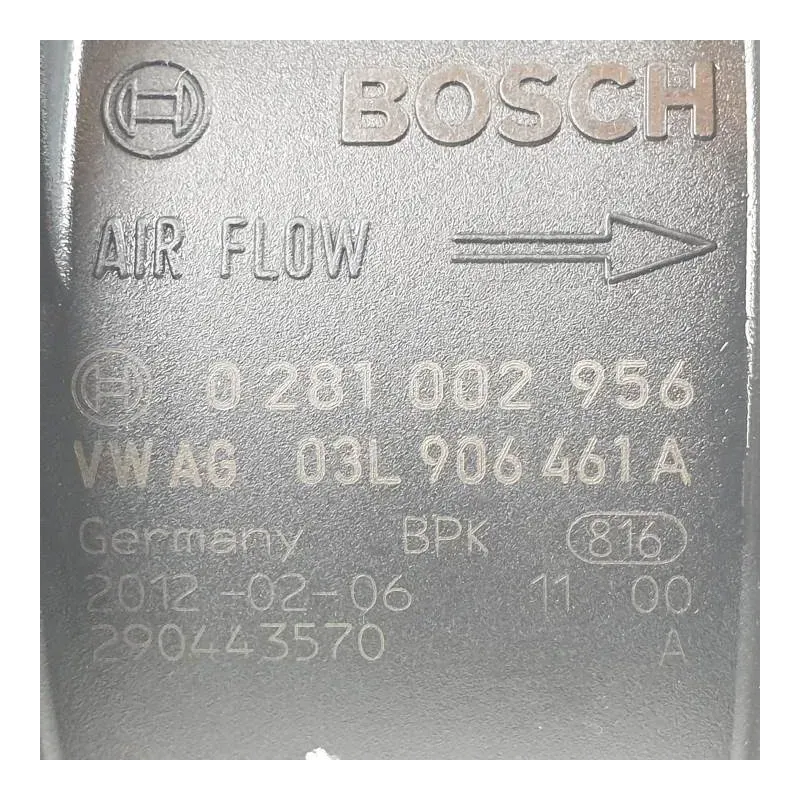 BOSCH
AIR FLOW
0 281 002 956
VW AG 03L 906 461 A
Germany BPK 816
2012-02-06 11 00
290443570 A